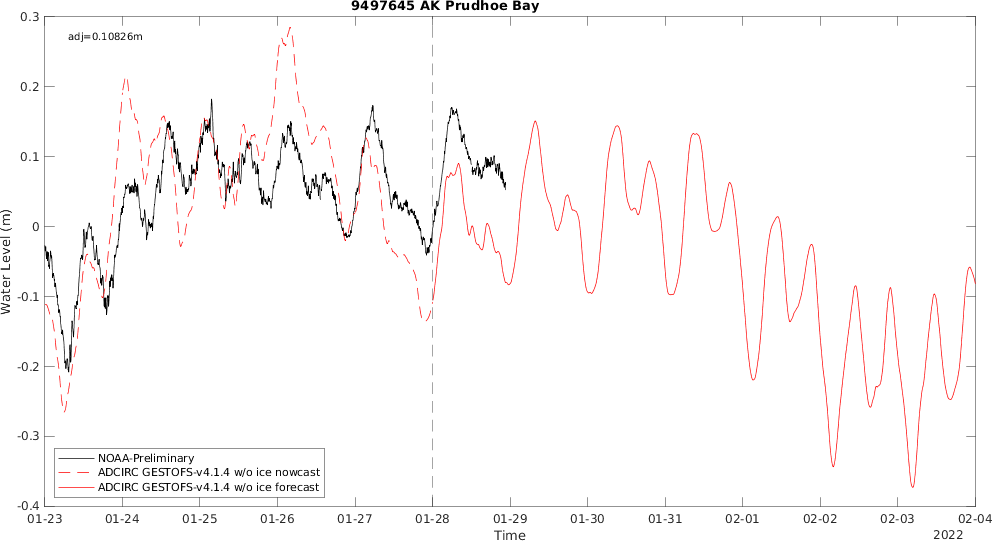 9497645 AK Prudhoe Bay
adj=0.10826m
0.3
0.2
0.1
0
-0.1
-0.2
-0.3
-0.4
Water Level (m)
NOAA-Preliminary
ADCIRC GESTOFS-v4.1.4 w/o ice nowcast
ADCIRC GESTOFS-v4.1.4 w/o ice forecast
01-23 01-24 01-25 01-26 01-27 01-28 01-29 01-30 01-31 02-01 02-02 02-03 02-04
Time
2022